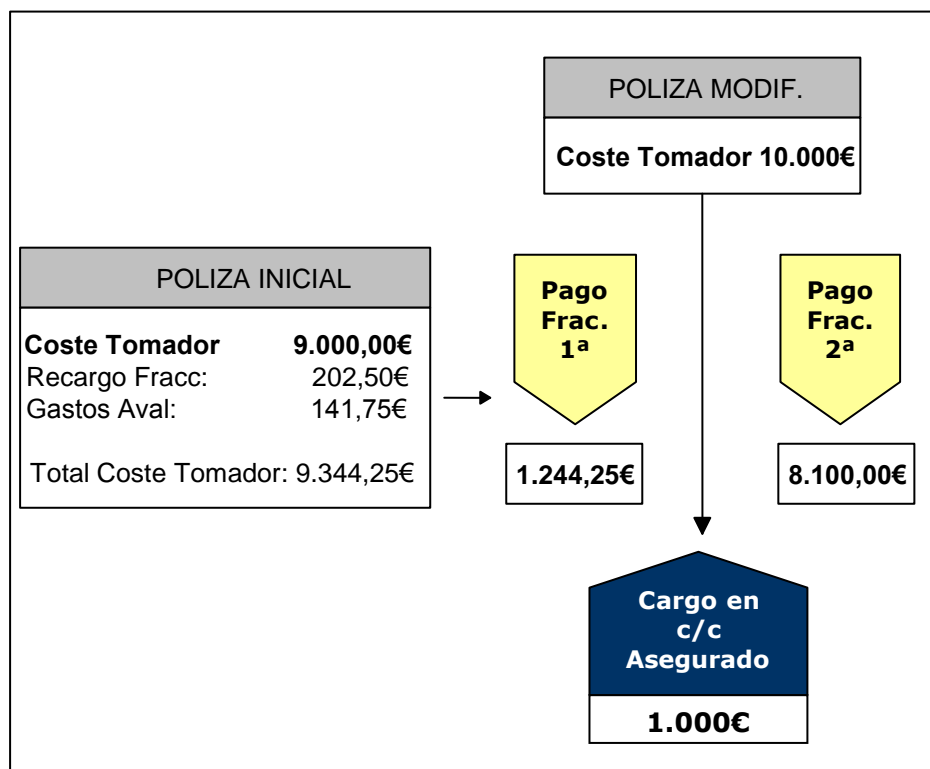 POLIZA MODIF.
Coste Tomador 10.000€
POLIZA INICIAL
Coste Tomador 9.000,00€
Recargo Fracc: 202,50€
Gastos Aval: 141,75€
Total Coste Tomador: 9.344,25€
Pago
Frac.
1ª
1.244,25€
Pago
Frac.
2ª
8.100,00€
Cargo en
c/c
Asegurado
1.000€